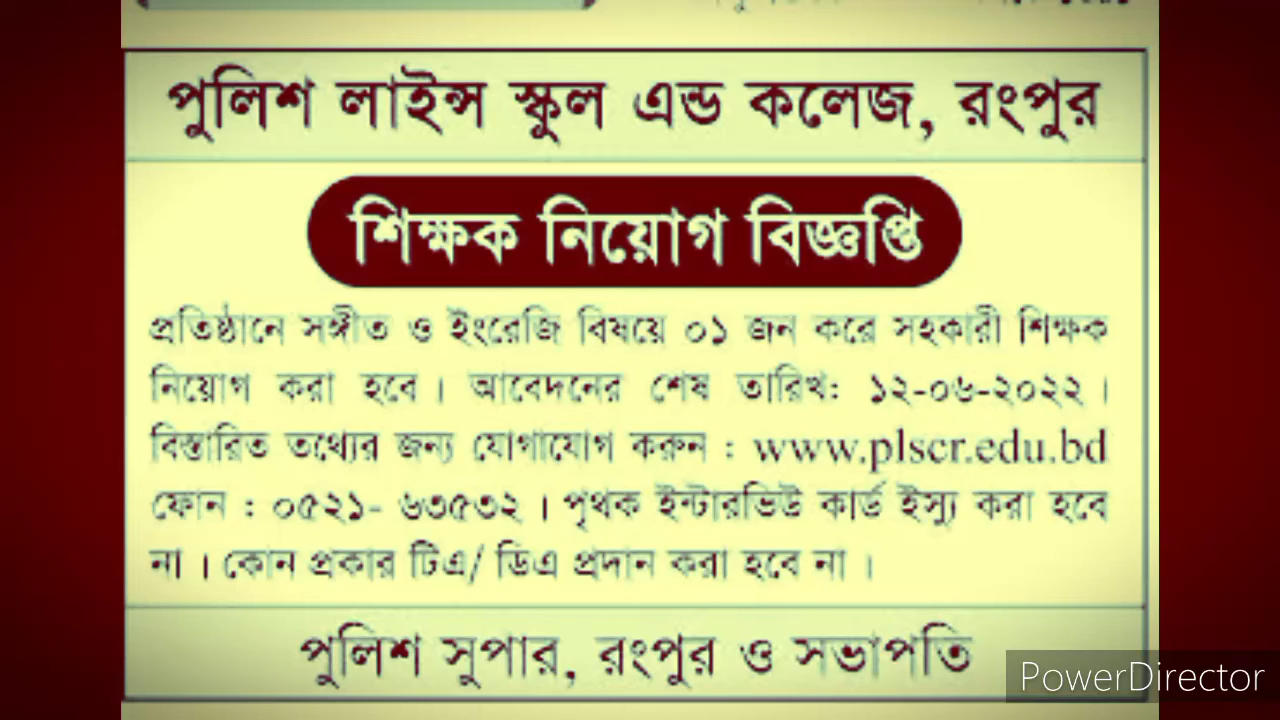 পুলিশ লাইন্স স্কুল এন্ড কলেজ, রংপুর
শিক্ষক নিয়োগ বিজ্ঞপ্তি
প্রতিষ্ঠানে সঙ্গীত ও ইংরেজি বিষয়ে ০১ জন করে সহকারী শিক্ষক
নিয়োগ করা হবে। আবেদনের শেষ তারিখ: ১২-০৬-২০২২।
বিস্তারিত তথ্যের জন্য যোগাযোগ করুন : www.plscr.edu.bd
ফোন : ০৫২১- ৬৩৫৩২। পৃথক ইন্টারভিউ কার্ড ইস্যু করা হবে
না। কোন প্রকার টিএ/ ডিএ প্রদান করা হবে না।
পুলিশ সুপার, রংপুর ও সভাপতি
PowerDirector